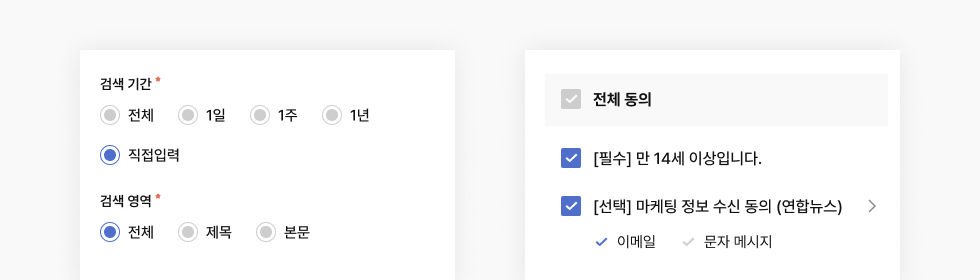 검색 기간 *
전체 1일 1주 1년
직접입력
검색 영역 *
전체 제목 본문
전체 동의
[필수] 만 14세 이상입니다.
[선택] 마케팅 정보 수신 동의 (연합뉴스)
이메일 문자 메시지